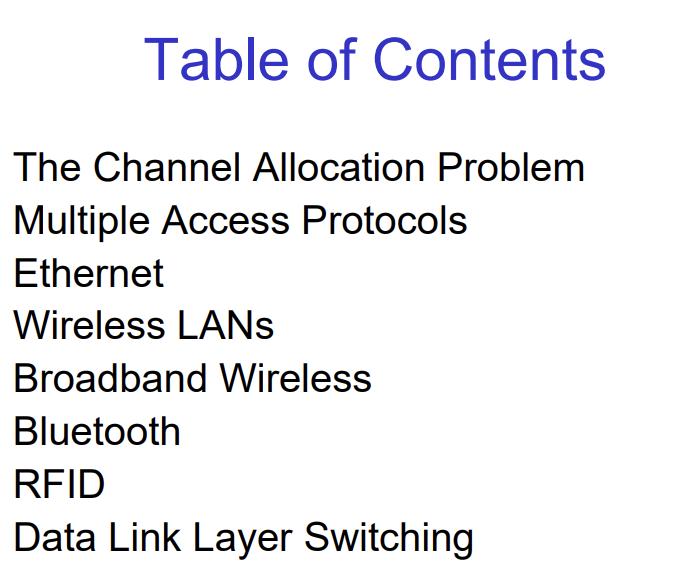 Table of Contents
The Channel Allocation Problem
Multiple Access Protocols
Ethernet
Wireless LANs
Broadband Wireless
Bluetooth
RFID
Data Link Layer Switching